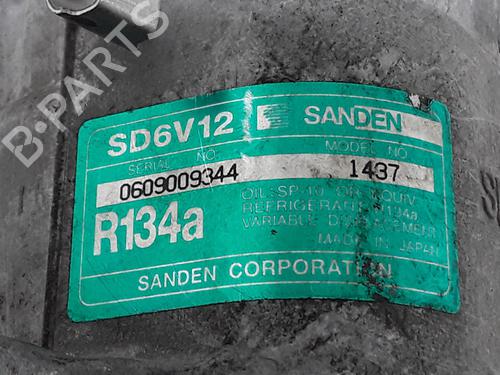 B-PARTS
SD6V12 SANDEN
SERIAL NO. MODEL NO.
0609009344 1437
R134a
OIL:SP-10 OR EQUIV.
REFRIGERANT: R134a
VARIABLE DISPLACEMENT
MADE IN JAPAN
SANDEN CORPORATION